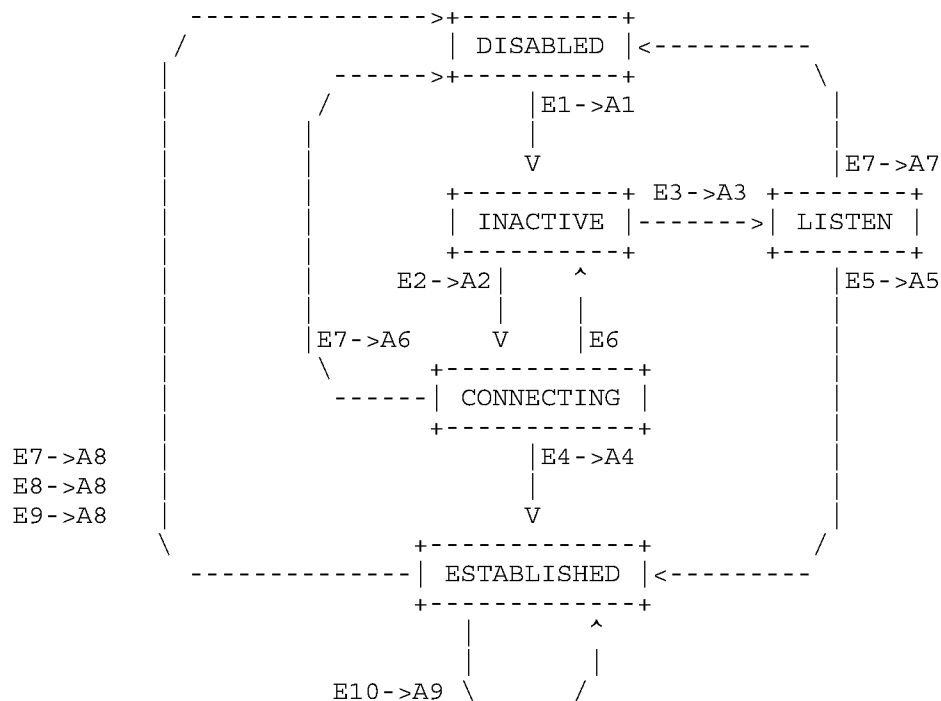 DISABLED
E1->A1
E7->A7
E3->A3
INACTIVE
LISTEN
E2->A2
E5->A5
E7->A6
E6
CONNECTING
E7->A8
E4->A4
E8->A8
E9->A8
ESTABLISHED
E10->A9